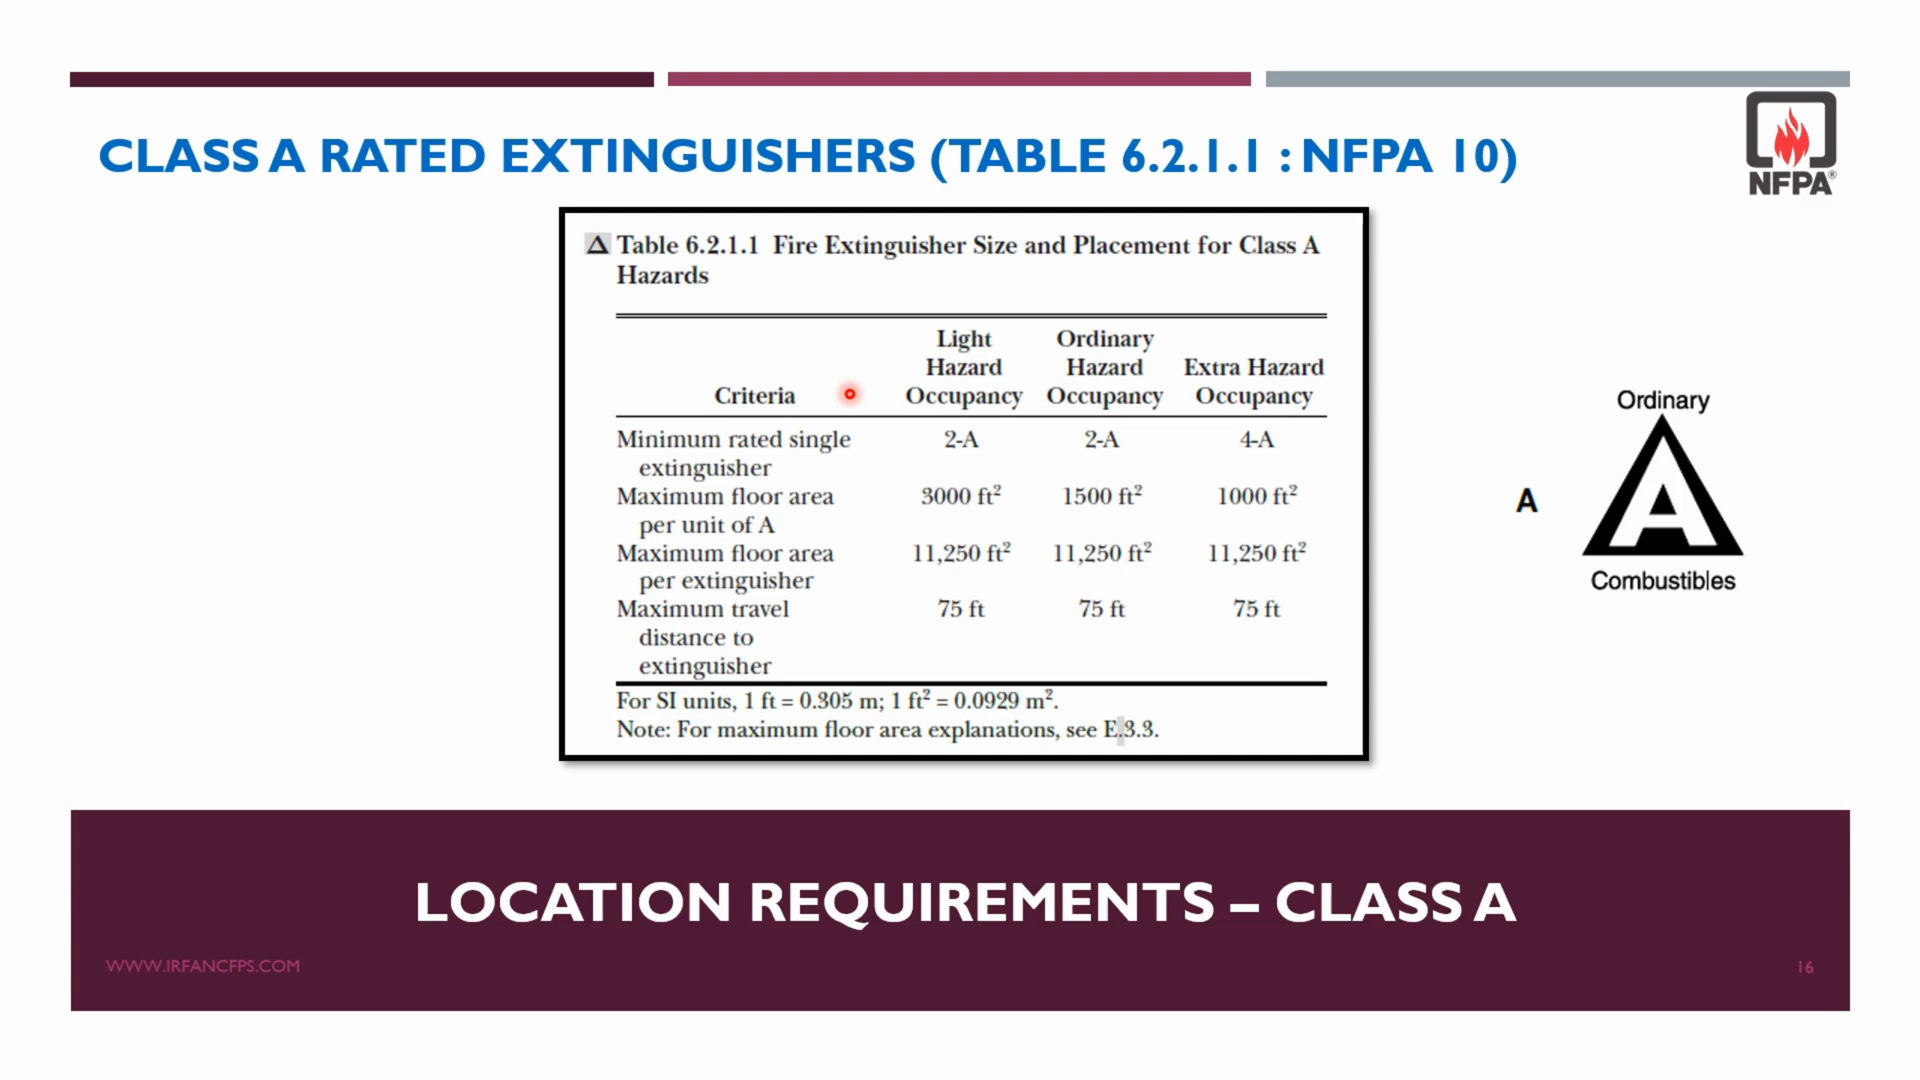 CLASS A RATED EXTINGUISHERS (TABLE 6.2.1.1 : NFPA 10)
NFPA®
Δ Table 6.2.1.1 Fire Extinguisher Size and Placement for Class A
Hazards
Light
Hazard
Occupancy
Ordinary
Hazard
Occupancy
Extra Hazard
Occupancy
Criteria
Minimum rated single
extinguisher
2-A 2-A 4-A
Maximum floor area
per unit of A
3000 ft² 1500 ft² 1000 ft²
Maximum floor area
per extinguisher
11,250 ft² 11,250 ft² 11,250 ft²
Maximum travel
distance to
extinguisher
75 ft 75 ft 75 ft
For SI units, 1 ft = 0.305 m; 1 ft² = 0.0929 m².
Note: For maximum floor area explanations, see E.3.3.
Ordinary
A
A
Combustibles
LOCATION REQUIREMENTS – CLASS A
WWW.IRFANCFPS.COM
16